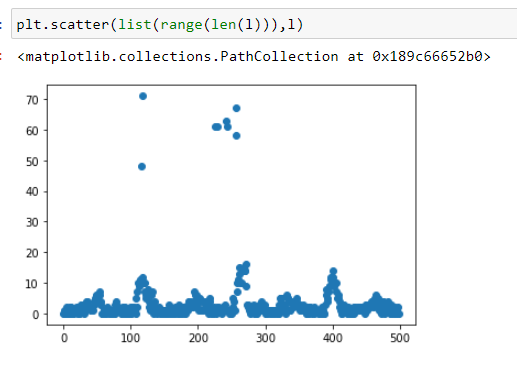 plt.scatter(list(range(len(l))),l)
<matplotlib.collections.PathCollection at 0x189c66652b0>
70
60
50
40
30
20
10
0
0 100 200 300 400 500